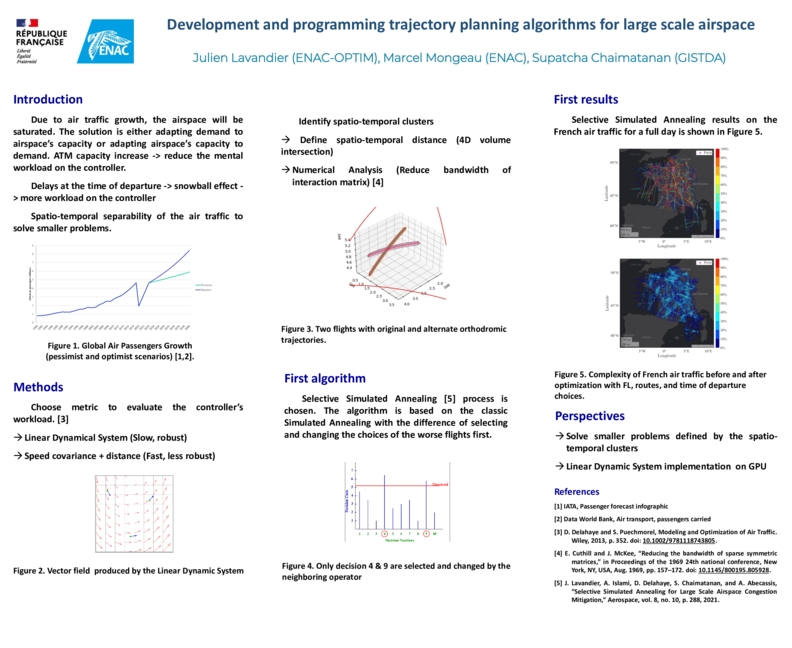 RÉPUBLIQUE
FRANÇAISE
Liberté
Égalité
Fraternité
ENAC
Development and programming trajectory planning algorithms for large scale airspace
Julien Lavandier (ENAC-OPTIM), Marcel Mongeau (ENAC), Supatcha Chaimatanan (GISTDA)
Introduction
Due to air traffic growth, the airspace will be
saturated. The solution is either adapting demand to
airspace's capacity or adapting airspace's capacity to
demand. ATM capacity increase -> reduce the mental
workload on the controller.
Delays at the time of departure -> snowball effect -
> more workload on the controller
Spatio-temporal separability of the air traffic to
solve smaller problems.
Figure 1. Global Air Passengers Growth
(pessimist and optimist scenarios) [1,2].
Methods
Choose metric to evaluate the controller's
workload. [3]
→ Linear Dynamical System (Slow, robust)
→ Speed covariance + distance (Fast, less robust)
Figure 2. Vector field produced by the Linear Dynamic System
Identify spatio-temporal clusters
→ Define spatio-temporal distance (4D volume
intersection)
→ Numerical Analysis (Reduce bandwidth of
interaction matrix) [4]
Figure 3. Two flights with original and alternate orthodromic
trajectories.
First algorithm
Selective Simulated Annealing [5] process is
chosen. The algorithm is based on the classic
Simulated Annealing with the difference of selecting
and changing the choices of the worse flights first.
Decision Costs
Threshold
Decision Variables
Figure 4. Only decision 4 & 9 are selected and changed by the
neighboring operator
First results
Selective Simulated Annealing results on the
French air traffic for a full day is shown in Figure 5.
Latitude
Longitude
Latitude
Longitude
Figure 5. Complexity of French air traffic before and after
optimization with FL, routes, and time of departure
choices.
Perspectives
→ Solve smaller problems defined by the spatio-
temporal clusters
→ Linear Dynamic System implementation on GPU
References
[1] IATA, Passenger forecast infographic
[2] Data World Bank, Air transport, passengers carried
[3] D. Delahaye and S. Puechmorel, Modeling and Optimization of Air Traffic.
Wiley, 2013, p. 352. doi: 10.1002/9781118743805.
[4] E. Cuthill and J. McKee, "Reducing the bandwidth of sparse symmetric
matrices," in Proceedings of the 1969 24th national conference, New
York, NY, USA, Aug. 1969, pp. 157–172. doi: 10.1145/800195.805928.
[5] J. Lavandier, A. Islami, D. Delahaye, S. Chaimatanan, and A. Abecassis,
"Selective Simulated Annealing for Large Scale Airspace Congestion
Mitigation," Aerospace, vol. 8, no. 10, p. 288, 2021.